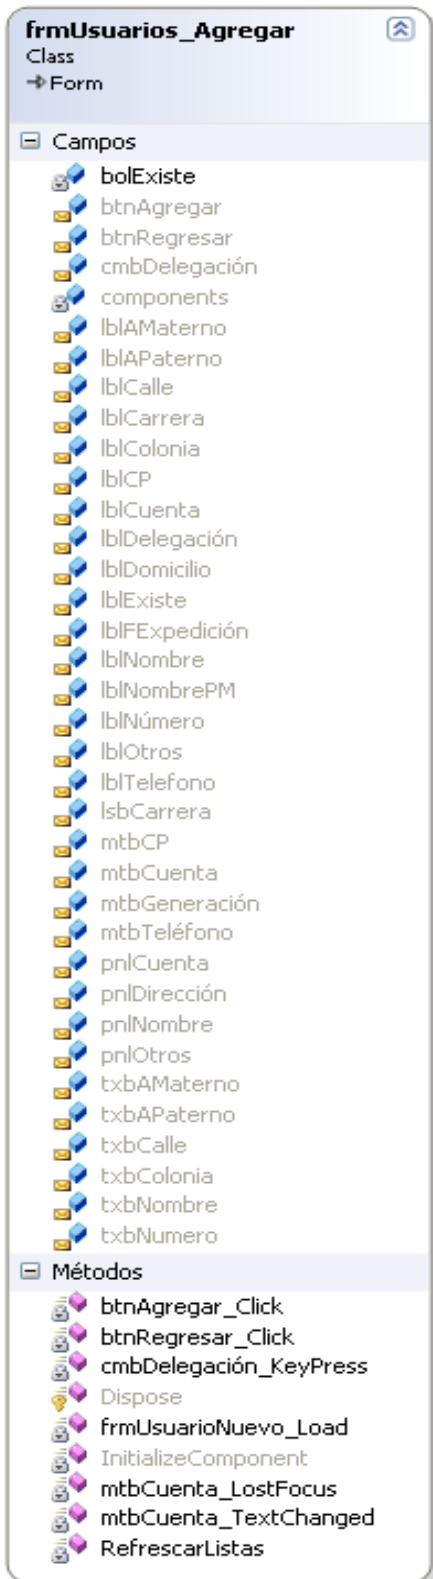 frmUsuarios_Agregar
Class
Form
Campos
bolExiste
btnAgregar
btnRegresar
cmbDelegación
components
lblAMaterno
lblAPaterno
lblCalle
lblCarrera
lblColonia
lblCP
lblCuenta
lblDelegación
lblDomicilio
lblExiste
lblFExpedición
lblNombre
lblNombrePM
lblNúmero
lblOtros
lblTelefono
lsbCarrera
mtbCP
mtbCuenta
mtbGeneración
mtbTeléfono
pnlCuenta
pnlDirección
pnlNombre
pnlOtros
txbAMaterno
txbAPaterno
txbCalle
txbColonia
txbNombre
txbNumero
Métodos
btnAgregar_Click
btnRegresar_Click
cmbDelegación_KeyPress
Dispose
frmUsuarioNuevo_Load
InitializeComponent
mtbCuenta_LostFocus
mtbCuenta_TextChanged
RefrescarListas